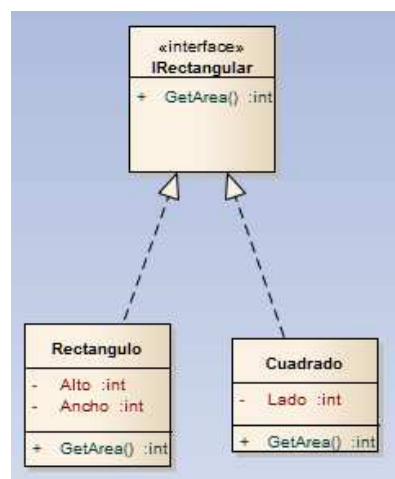 «interface»
IRectangular
+ GetArea() :int
Rectangulo
- Alto :int
- Ancho :int
+ GetArea() :int
Cuadrado
- Lado :int
+ GetArea() :int